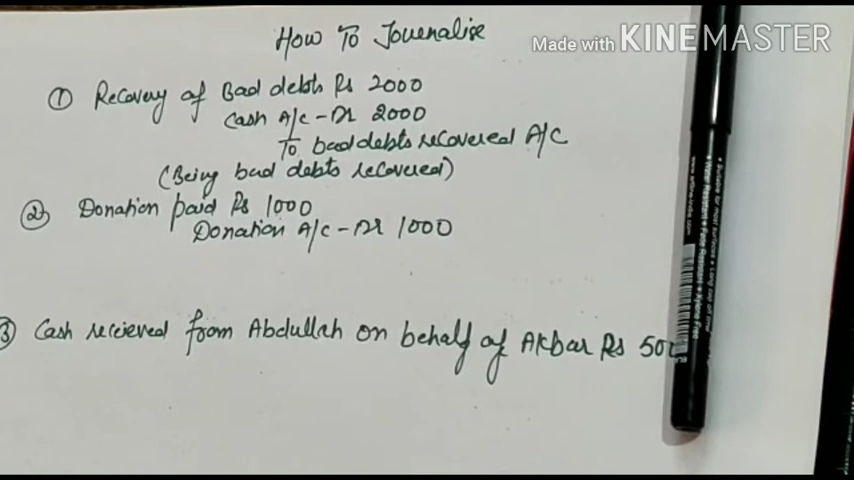 How To Jouenalise
Made with KINEMASTER
① Recovery of Bad debts Rs 2000
Cash A/C - Dr 2000
To bad debts recovered A/C
(Being bad debts recovered)
② Donation paid Rs 1000
Donation A/C - Dr 1000
③ Cash recieved from Abdullah on behalf of Akbar Rs